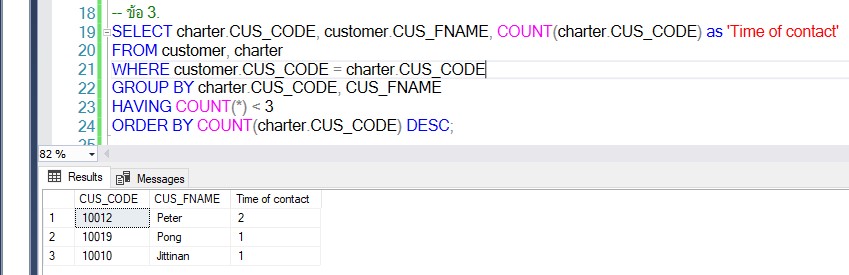 18 -- ข้อ 3.
19 SELECT charter.CUS_CODE, customer.CUS_FNAME, COUNT(charter.CUS_CODE) as 'Time of contact'
20 FROM customer, charter
21 WHERE customer.CUS_CODE = charter.CUS_CODE
22 GROUP BY charter.CUS_CODE, CUS_FNAME
23 HAVING COUNT(*) < 3
24 ORDER BY COUNT(charter.CUS_CODE) DESC;
25
82 %
Results Messages
CUS_CODE CUS_FNAME Time of contact
1 10012 Peter 2
2 10019 Pong 1
3 10010 Jittinan 1